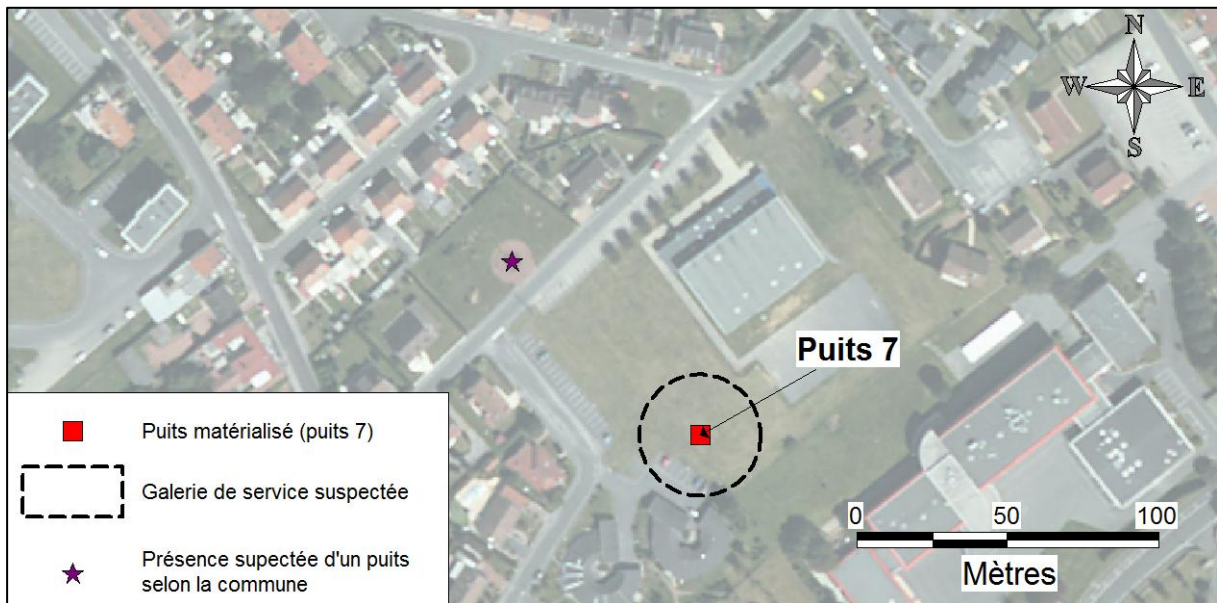 N
W E
S
Puits 7
Puits matérialisé (puits 7)
Galerie de service suspectée
Présence supectée d'un puits
selon la commune
0 50 100
Mètres